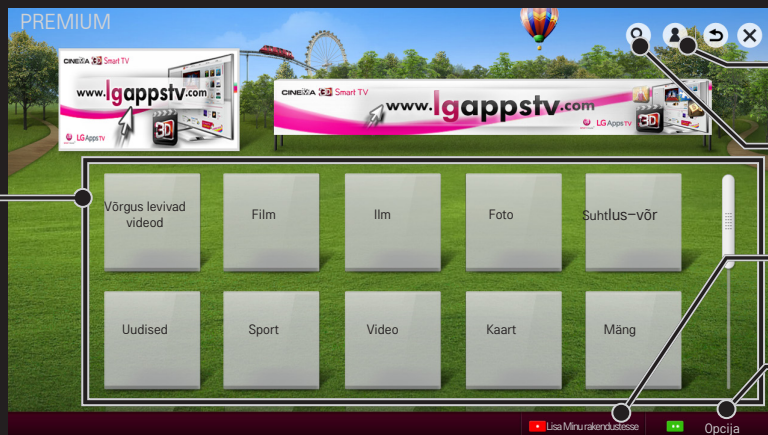 PREMIUM
CINEMA 3D Smart TV
www.lgappstv.com
3D
LG Apps TV
CINEMA 3D Smart TV
www.lgappstv.com
3D
LG Apps TV
Võrgus levivad
videod
Film
Ilm
Foto
Suhtlus-võr
Uudised
Sport
Video
Kaart
Mäng
Lisa Minu rakendustesse
Opcija